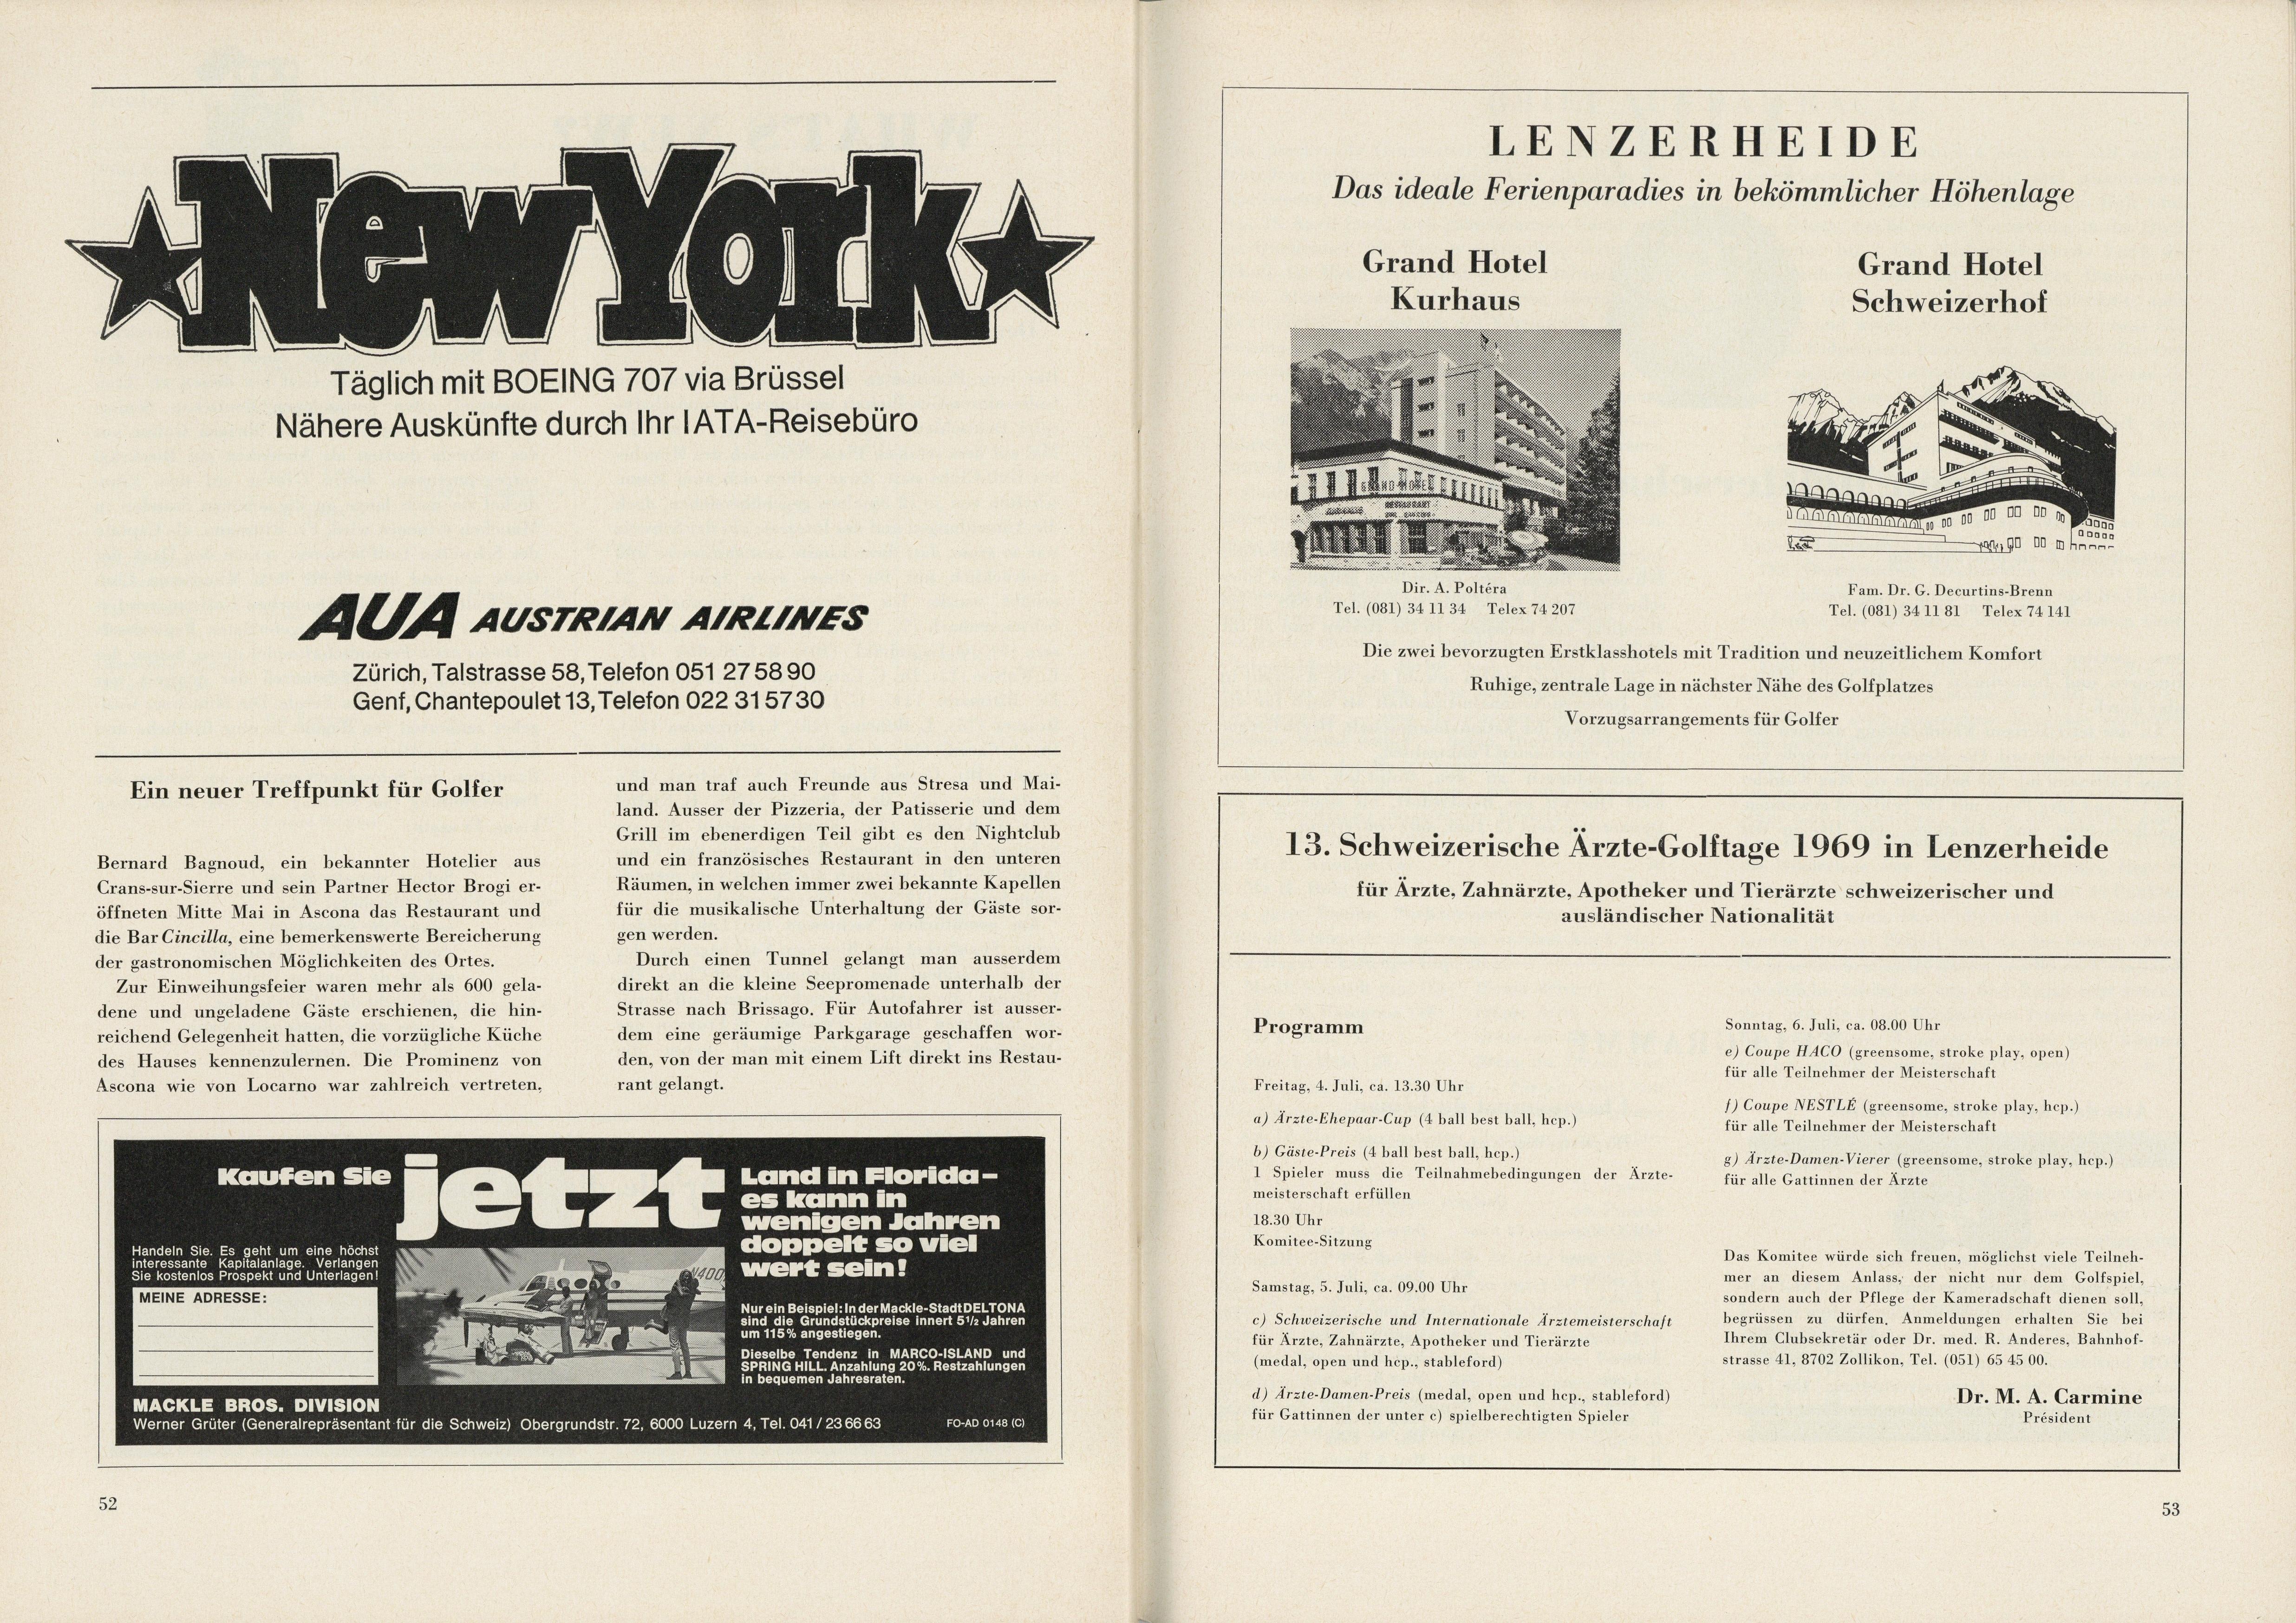 New York
Täglich mit BOEING 707 via Brüssel
Nähere Auskünfte durch Ihr IATA-Reisebüro
AUA AUSTRIAN AIRLINES
Zürich, Talstrasse 58, Telefon 051 27 58 90
Genf, Chantepoulet 13, Telefon 022 31 57 30
Ein neuer Treffpunkt für Golfer
Bernard Bagnoud, ein bekannter Hotelier aus
Crans-sur-Sierre und sein Partner Hector Brogi er-
öffneten Mitte Mai in Ascona das Restaurant und
die Bar Cincilla, eine bemerkenswerte Bereicherung
der gastronomischen Möglichkeiten des Ortes.
Zur Einweihungsfeier waren mehr als 600 gela-
dene und ungeladene Gäste erschienen, die hin-
reichend Gelegenheit hatten, die vorzügliche Küche
des Hauses kennenzulernen. Die Prominenz von
Ascona wie von Locarno war zahlreich vertreten,
und man traf auch Freunde aus Stresa und Mai-
land. Ausser der Pizzeria, der Patisserie und dem
Grill im ebenerdigen Teil gibt es den Nightclub
und ein französisches Restaurant in den unteren
Räumen, in welchen immer zwei bekannte Kapellen
für die musikalische Unterhaltung der Gäste sor-
gen werden.
Durch einen Tunnel gelangt man ausserdem
direkt an die kleine Seepromenade unterhalb der
Strasse nach Brissago. Für Autofahrer ist ausser-
dem eine geräumige Parkgarage geschaffen wor-
den, von der man mit einem Lift direkt ins Restau-
rant gelangt.
Kaufen Sie jetzt
Land in Florida –
es kann in
wenigen Jahren
doppelt so viel
wert sein!
Handeln Sie. Es geht um eine höchst
interessante Kapitalanlage. Verlangen
Sie kostenlos Prospekt und Unterlagen!
MEINE ADRESSE:
N400
Nur ein Beispiel: In der Mackle-Stadt DELTONA
sind die Grundstückpreise innert 5½ Jahren
um 115% angestiegen.
Dieselbe Tendenz in MARCO-ISLAND und
SPRING HILL. Anzahlung 20%. Restzahlungen
in bequemen Jahresraten.
MACKLE BROS. DIVISION
Werner Grüter (Generalrepräsentant für die Schweiz) Obergrundstr. 72, 6000 Luzern 4, Tel. 041 / 23 66 63
FO-AD 0148 (C)
52
LENZERHEIDE
Das ideale Ferienparadies in bekömmlicher Höhenlage
Grand Hotel
Kurhaus
GRAND HOTEL
KURHAUS RESTAURANT
Dir. A. Poltéra
Tel. (081) 34 11 34 Telex 74 207
Grand Hotel
Schweizerhof
Fam. Dr. G. Decurtins-Brenn
Tel. (081) 34 11 81 Telex 74 141
Die zwei bevorzugten Erstklasshotels mit Tradition und neuzeitlichem Komfort
Ruhige, zentrale Lage in nächster Nähe des Golfplatzes
Vorzugsarrangements für Golfer
13. Schweizerische Ärzte-Golftage 1969 in Lenzerheide
für Ärzte, Zahnärzte, Apotheker und Tierärzte schweizerischer und
ausländischer Nationalität
Programm
Freitag, 4. Juli, ca. 13.30 Uhr
a) Ärzte-Ehepaar-Cup (4 ball best ball, hcp.)
b) Gäste-Preis (4 ball best ball, hcp.)
1 Spieler muss die Teilnahmebedingungen der Ärzte-
meisterschaft erfüllen
18.30 Uhr
Komitee-Sitzung
Samstag, 5. Juli, ca. 09.00 Uhr
c) Schweizerische und Internationale Ärztemeisterschaft
für Ärzte, Zahnärzte, Apotheker und Tierärzte
(medal, open und hcp., stableford)
d) Ärzte-Damen-Preis (medal, open und hcp., stableford)
für Gattinnen der unter c) spielberechtigten Spieler
Sonntag, 6. Juli, ca. 08.00 Uhr
e) Coupe HACO (greensome, stroke play, open)
für alle Teilnehmer der Meisterschaft
f) Coupe NESTLÉ (greensome, stroke play, hcp.)
für alle Teilnehmer der Meisterschaft
g) Ärzte-Damen-Vierer (greensome, stroke play, hcp.)
für alle Gattinnen der Ärzte
Das Komitee würde sich freuen, möglichst viele Teilneh-
mer an diesem Anlass, der nicht nur dem Golfspiel,
sondern auch der Pflege der Kameradschaft dienen soll,
begrüssen zu dürfen. Anmeldungen erhalten Sie bei
Ihrem Clubsekretär oder Dr. med. R. Anderes, Bahnhof-
strasse 41, 8702 Zollikon, Tel. (051) 65 45 00.
Dr. M. A. Carmine
Président
53